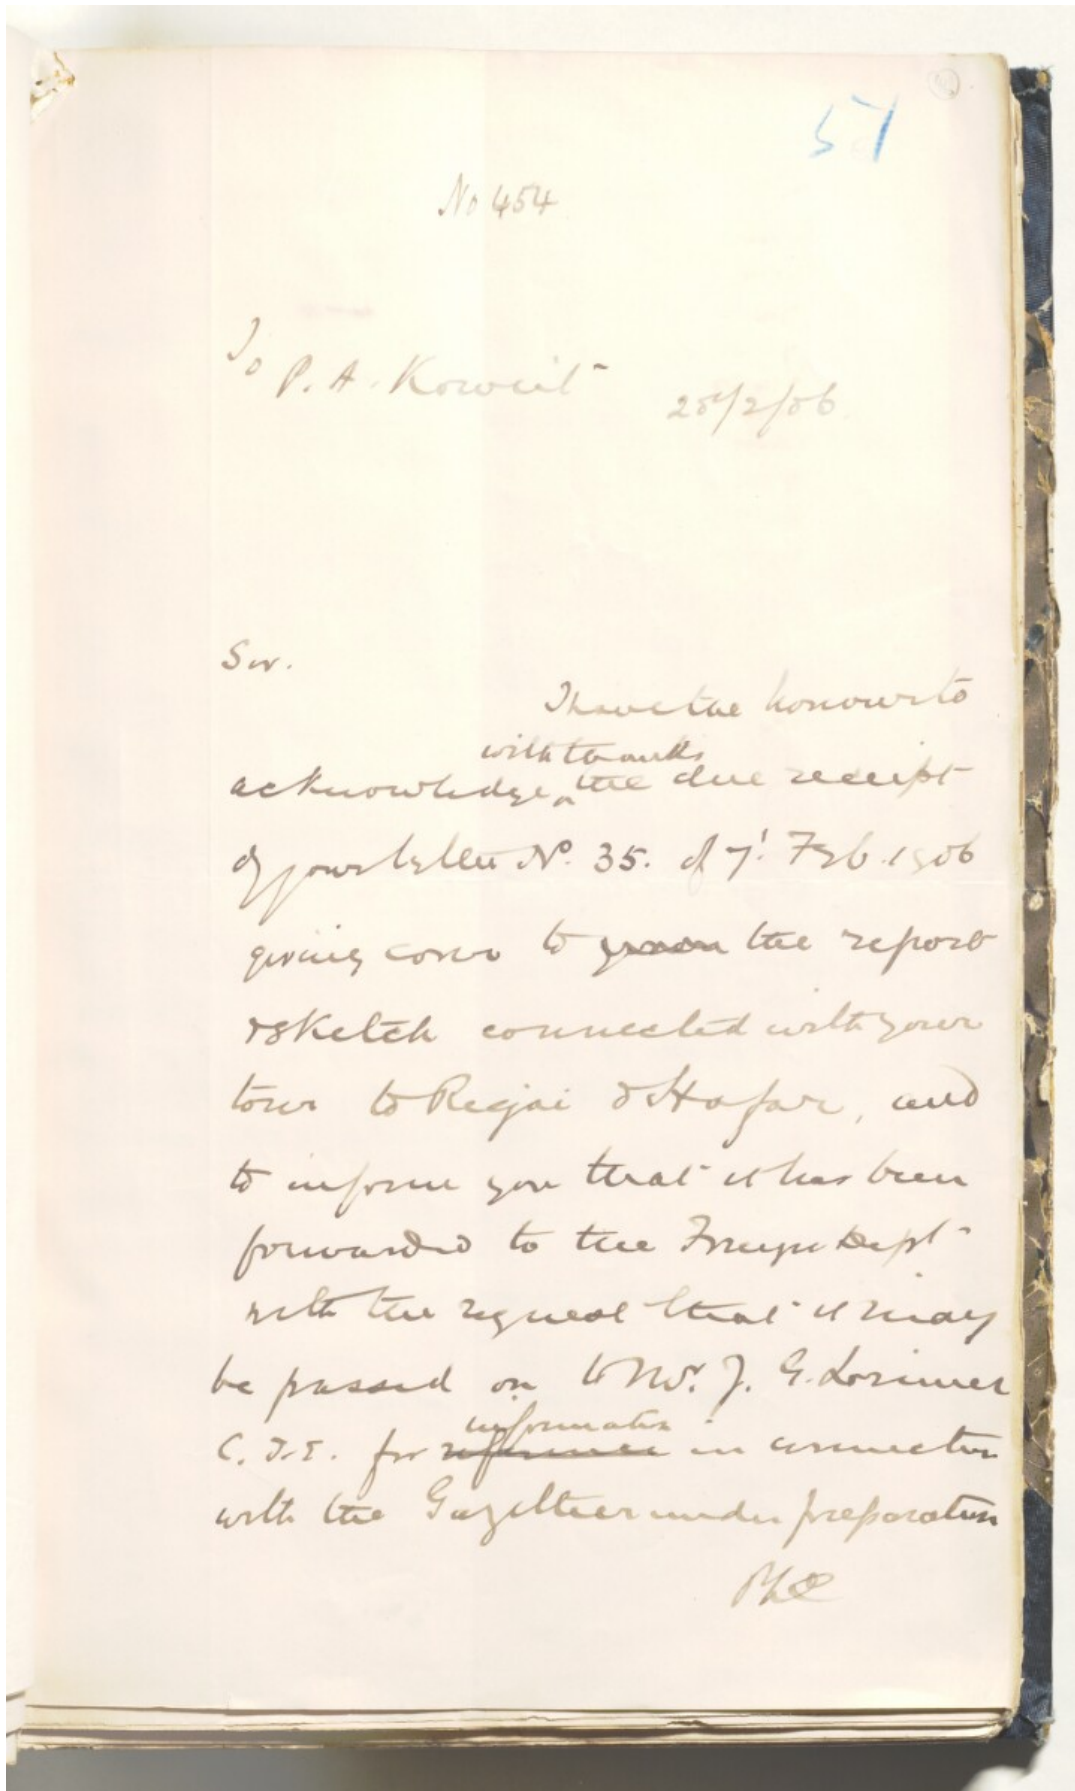 57
No 454
To P. A. Koweit
25/2/06.
Sir.
I have the honour to
with thanks
acknowledge the due receipt
of your letter No. 35. of 7' Feb. 1906
giving cover to the report
& sketch connected with your
tour to Regai & Hafar, and
to inform you that it has been
forwarded to the Foreign Dept
with the request that it may
be passed on to Mr. J. G. Lorimer
information
C.I.E. for reference in connection
with the Gazetteer under preparation